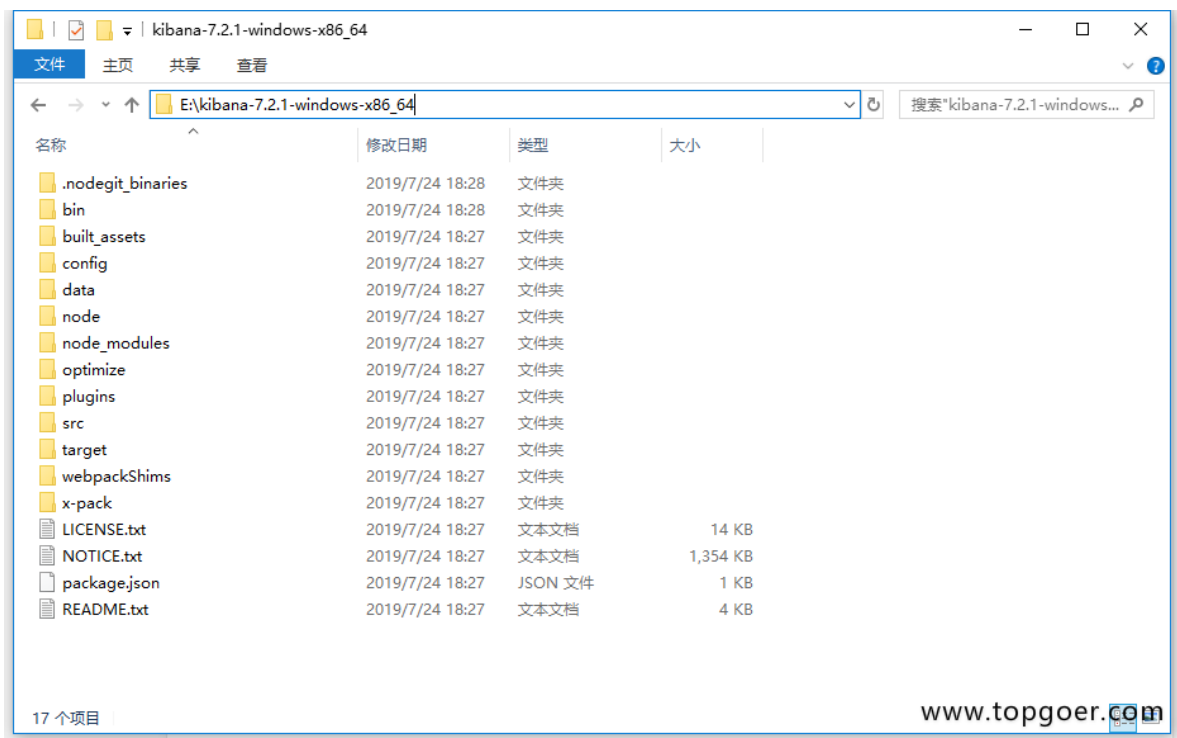 kibana-7.2.1-windows-x86_64
文件 主页 共享 查看
E:\kibana-7.2.1-windows-x86_64 搜索"kibana-7.2.1-windows...
名称 修改日期 类型 大小
.nodegit_binaries 2019/7/24 18:28 文件夹
bin 2019/7/24 18:28 文件夹
built_assets 2019/7/24 18:27 文件夹
config 2019/7/24 18:27 文件夹
data 2019/7/24 18:27 文件夹
node 2019/7/24 18:27 文件夹
node_modules 2019/7/24 18:27 文件夹
optimize 2019/7/24 18:27 文件夹
plugins 2019/7/24 18:27 文件夹
src 2019/7/24 18:27 文件夹
target 2019/7/24 18:27 文件夹
webpackShims 2019/7/24 18:27 文件夹
x-pack 2019/7/24 18:27 文件夹
LICENSE.txt 2019/7/24 18:27 文本文档 14 KB
NOTICE.txt 2019/7/24 18:27 文本文档 1,354 KB
package.json 2019/7/24 18:27 JSON 文件 1 KB
README.txt 2019/7/24 18:27 文本文档 4 KB
17 个项目
www.topgoer.com